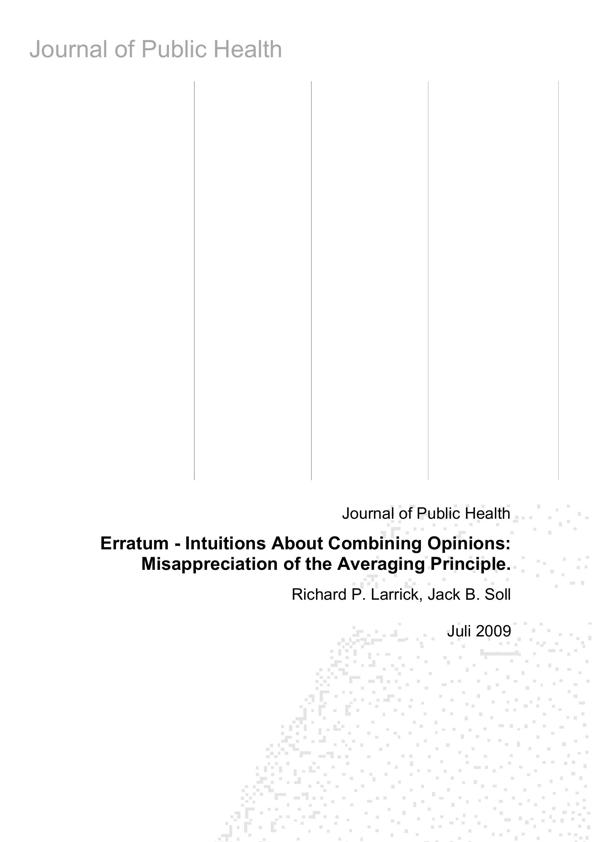 Journal of Public Health
Journal of Public Health
Erratum - Intuitions About Combining Opinions:
Misappreciation of the Averaging Principle.
Richard P. Larrick, Jack B. Soll
Juli 2009